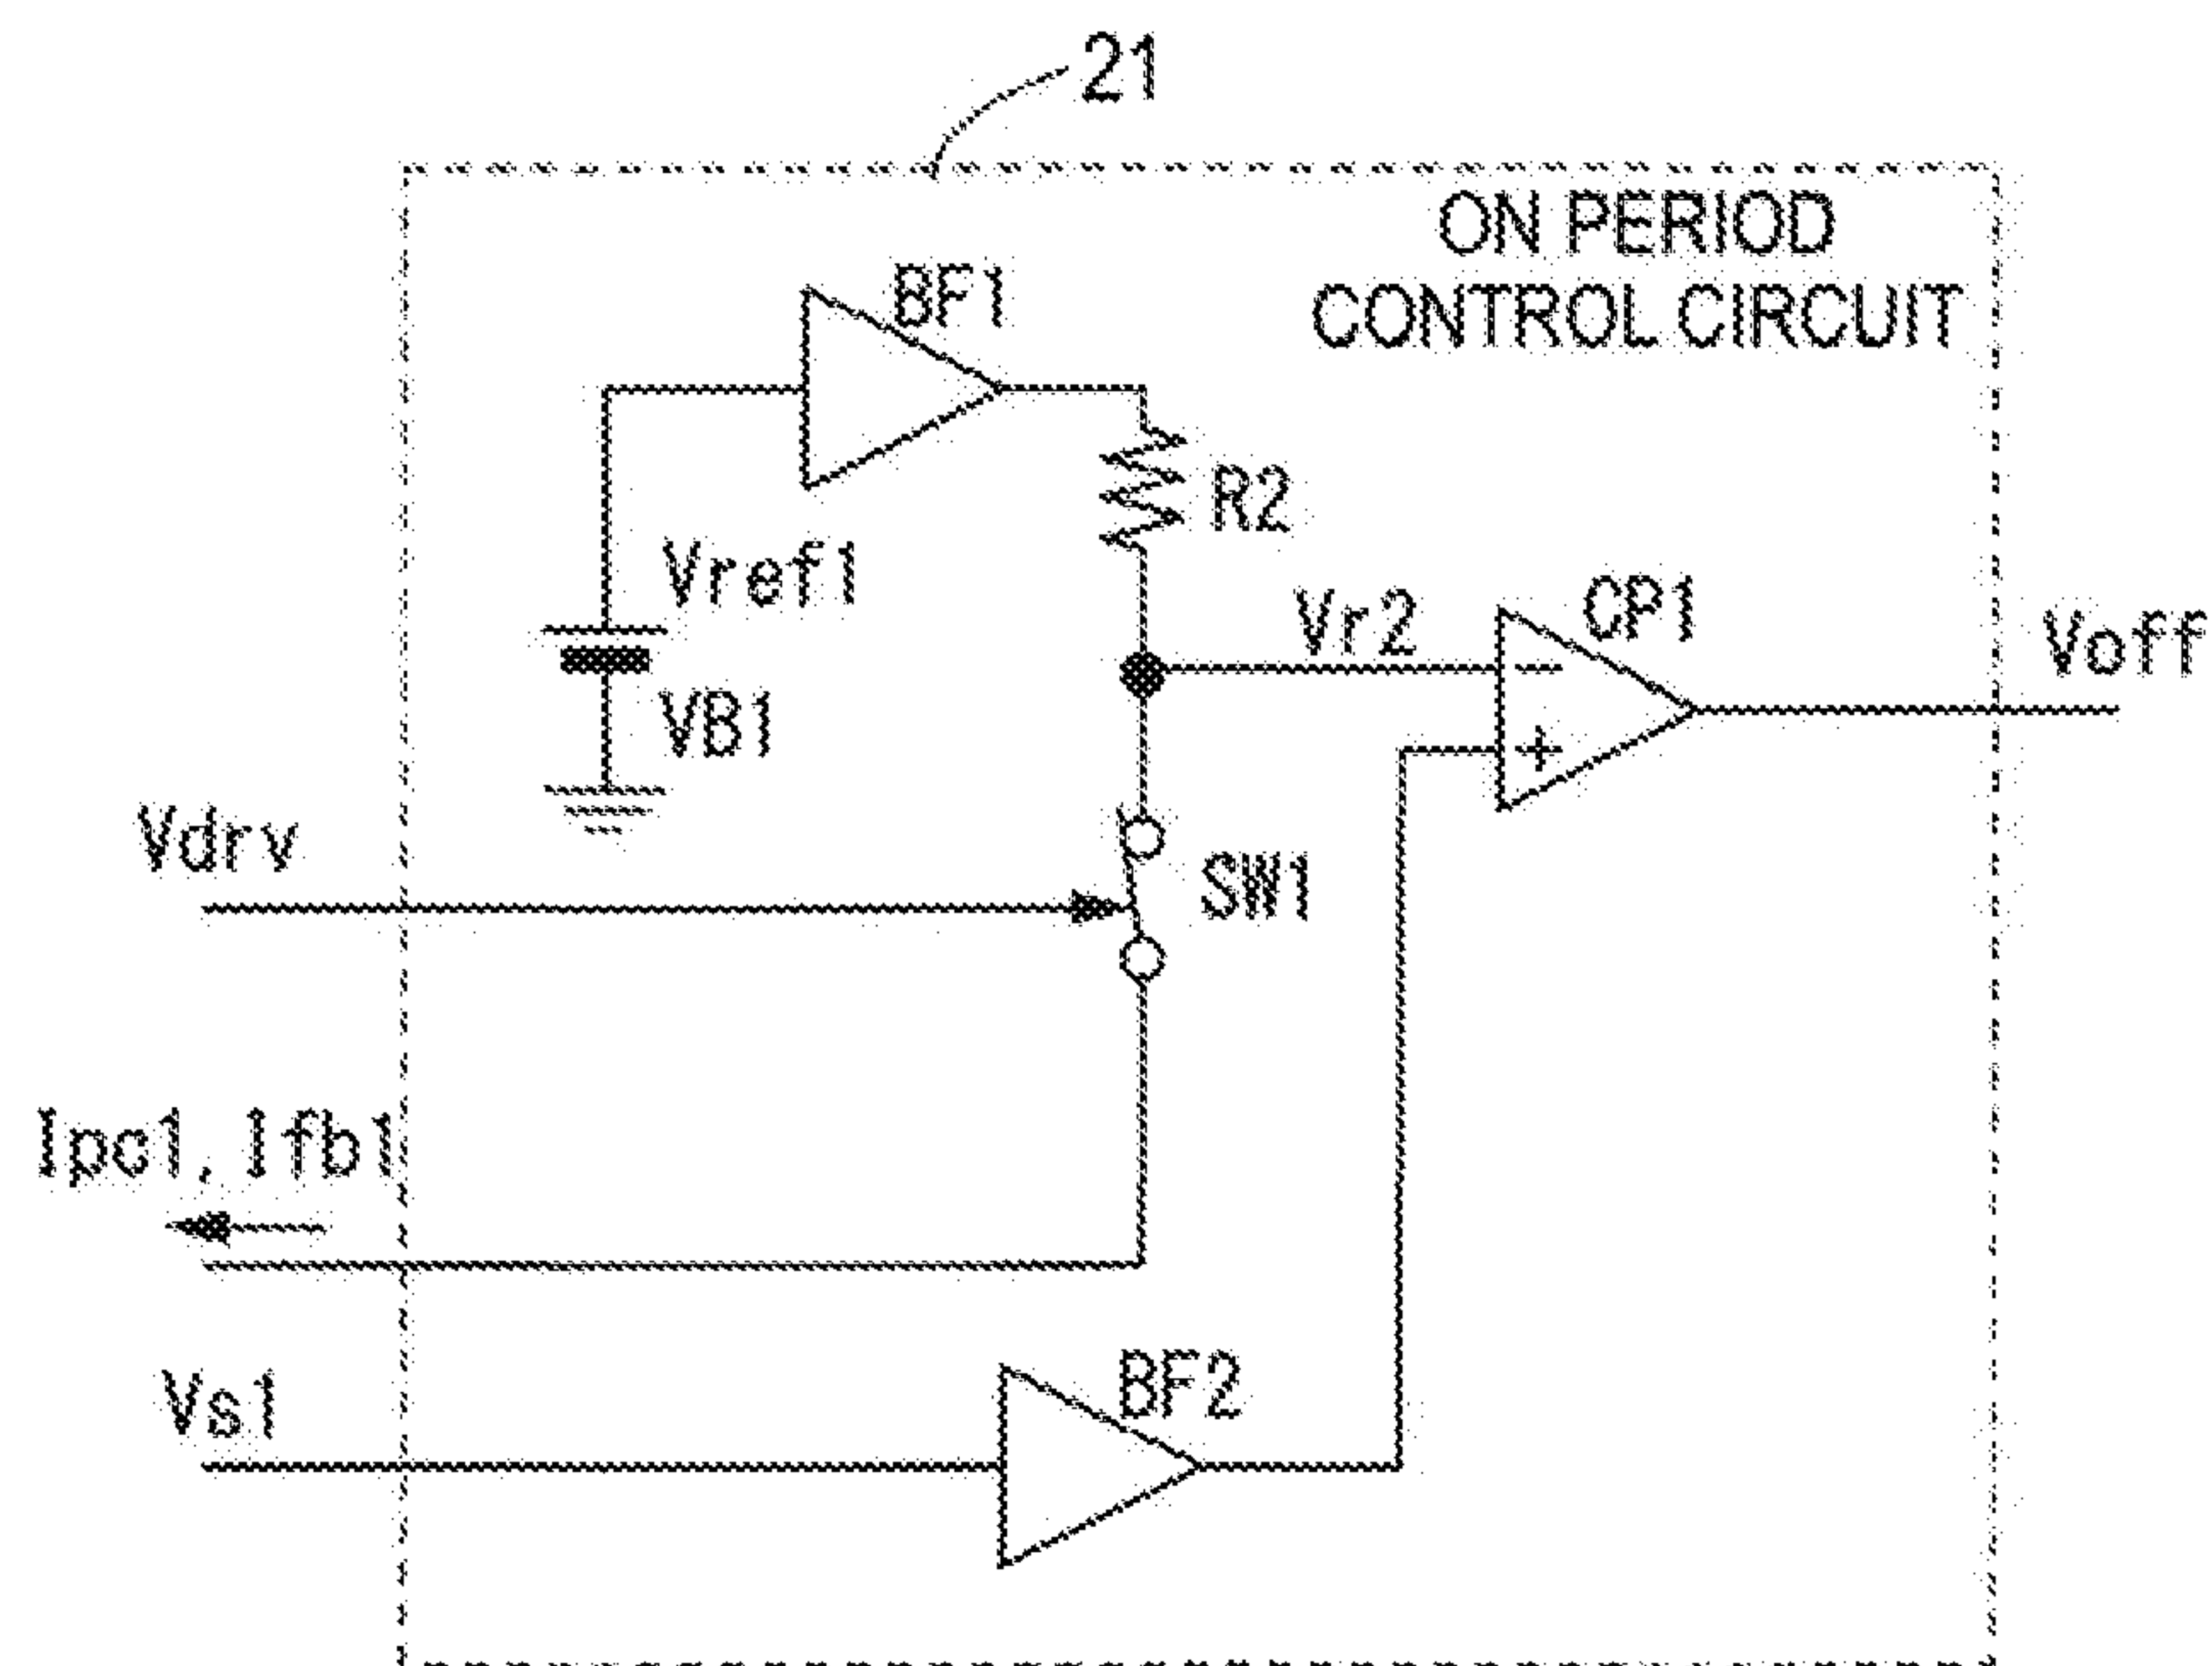 21
ON PERIOD
CONTROL CIRCUIT
BF1
R2
Vref1
VB1
Vr2
CP1
−
+
Voff
Vdrv
SW1
Ipc1, Ifb1
Vs1
BF2